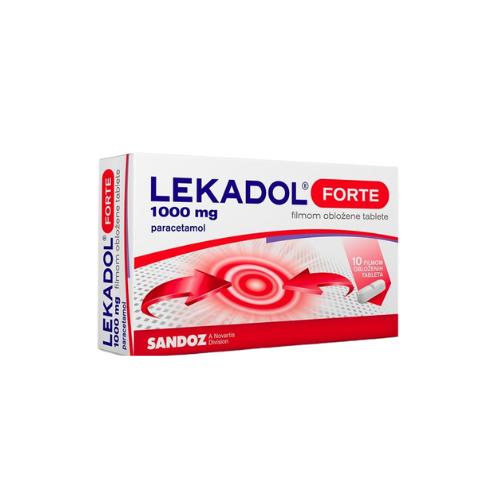 LEKADOL® FORTE
1000 mg
filmom obložene tablete
paracetamol
10 FILMOM
OBLOŽENIH
TABLETA
SANDOZ A Novartis
Division
LEKADOL® FORTE
1000 mg
filmom obložene tablete
paracetamol